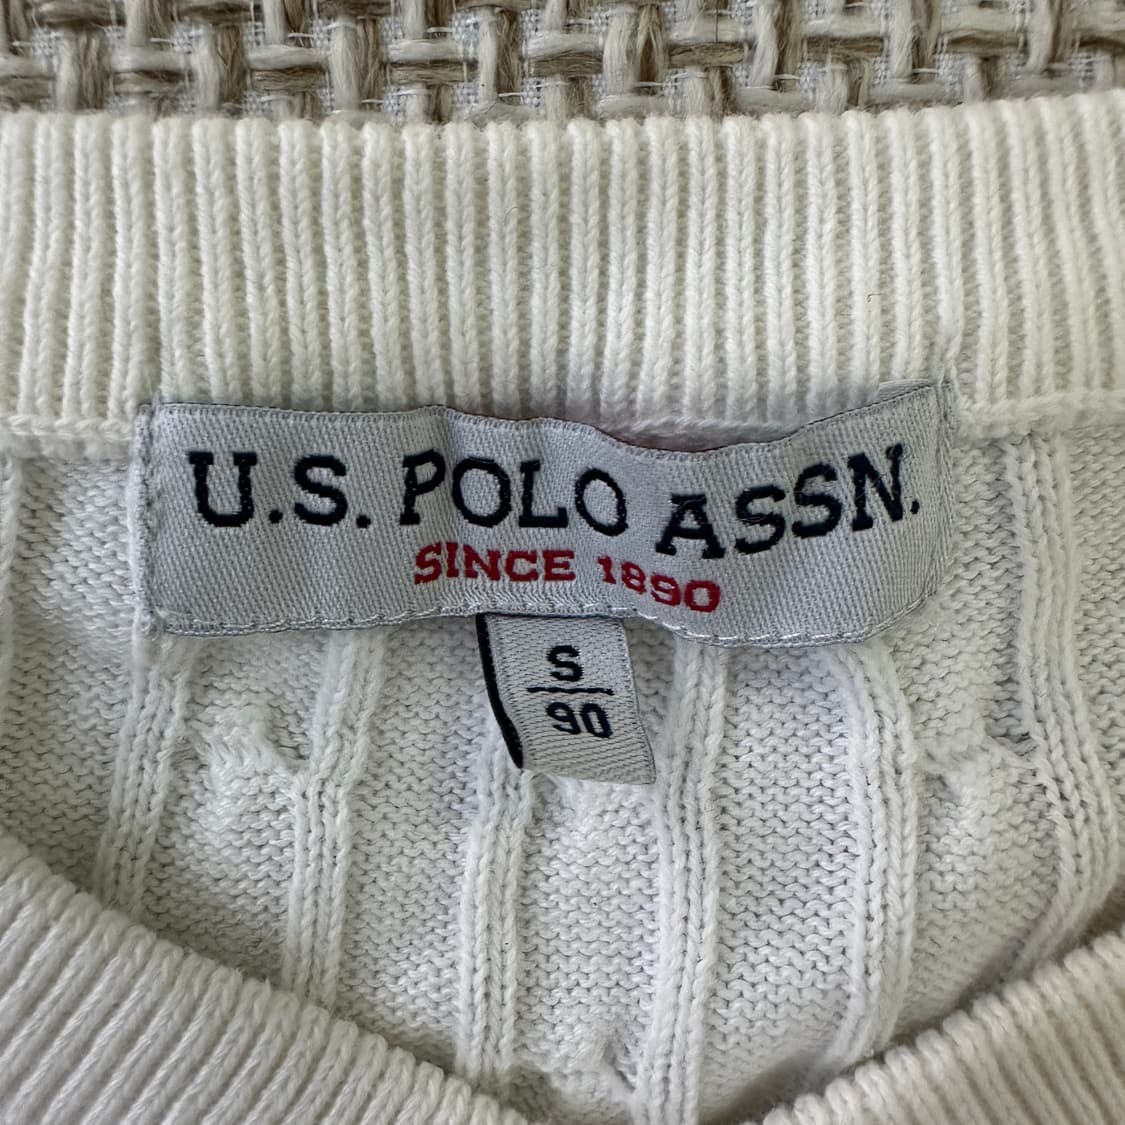 U.S. POLO ASSN.
SINCE 1890
S
90